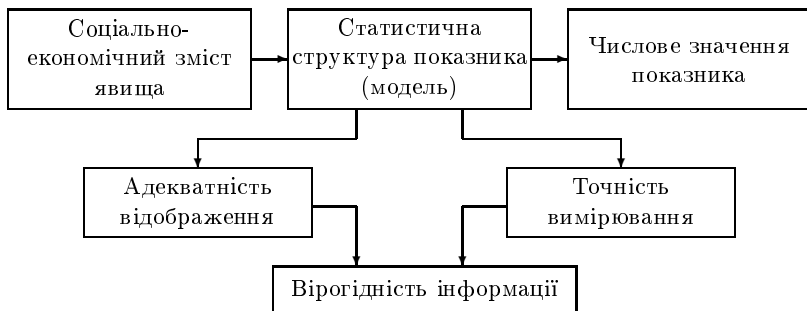 Соціально-
економічний зміст
явища
Статистична
структура показника
(модель)
Числове значення
показника
Адекватність
відображення
Точність
вимірювання
Вірогідність інформації